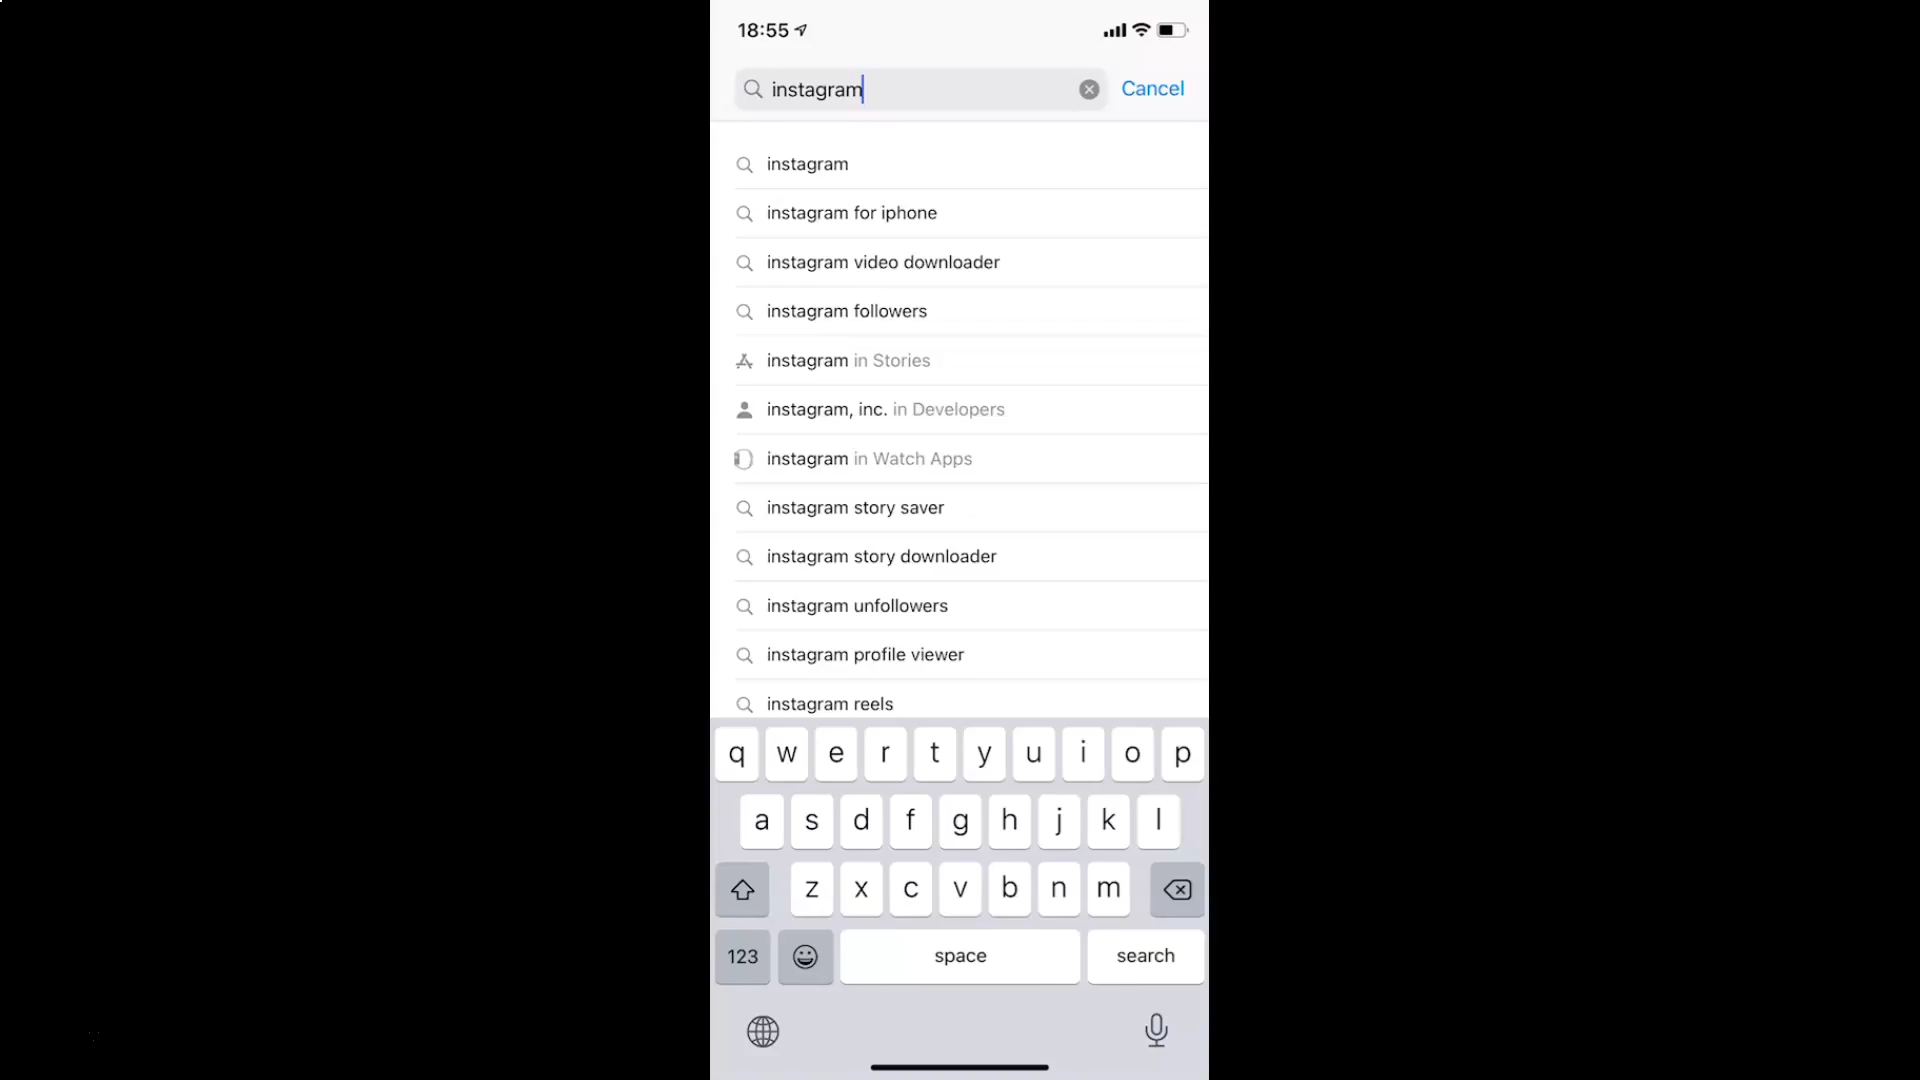 18:55
instagram
Cancel
instagram
instagram for iphone
instagram video downloader
instagram followers
instagram in Stories
instagram, inc. in Developers
instagram in Watch Apps
instagram story saver
instagram story downloader
instagram unfollowers
instagram profile viewer
instagram reels
q w e r t y u i o p
a s d f g h j k l
z x c v b n m
123 space search